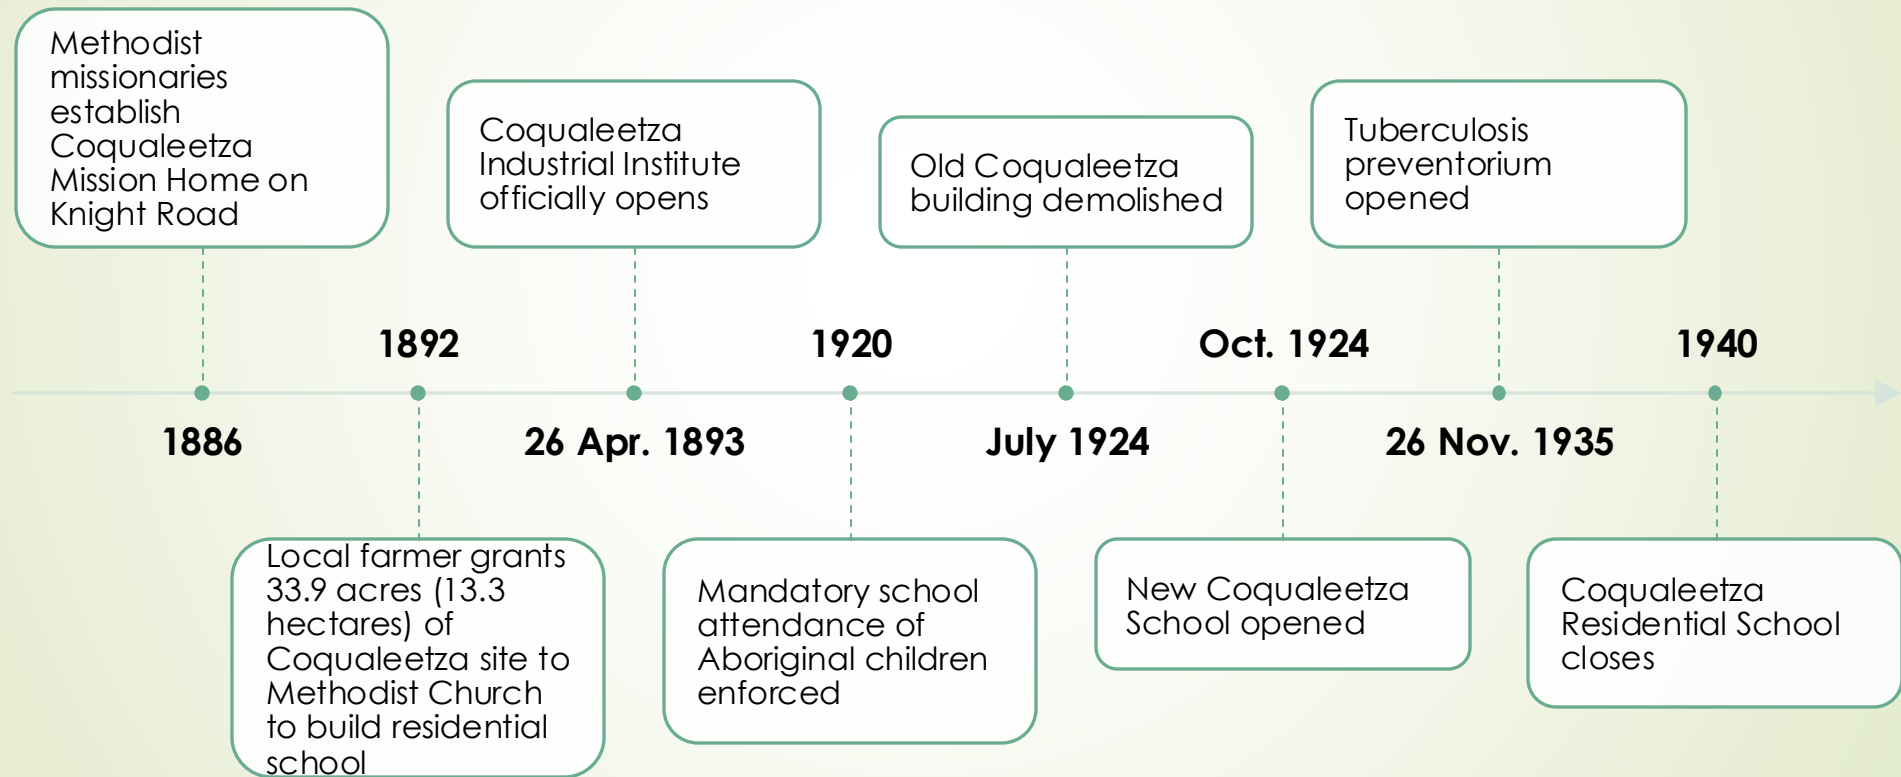 Methodist
missionaries
establish
Coqualeetza
Mission Home on
Knight Road
1886
1892
Local farmer grants
33.9 acres (13.3
hectares) of
Coqualeetza site to
Methodist Church
to build residential
school
Coqualeetza
Industrial Institute
officially opens
26 Apr. 1893
1920
Mandatory school
attendance of
Aboriginal children
enforced
Old Coqualeetza
building demolished
July 1924
Oct. 1924
New Coqualeetza
School opened
Tuberculosis
preventorium
opened
26 Nov. 1935
1940
Coqualeetza
Residential School
closes